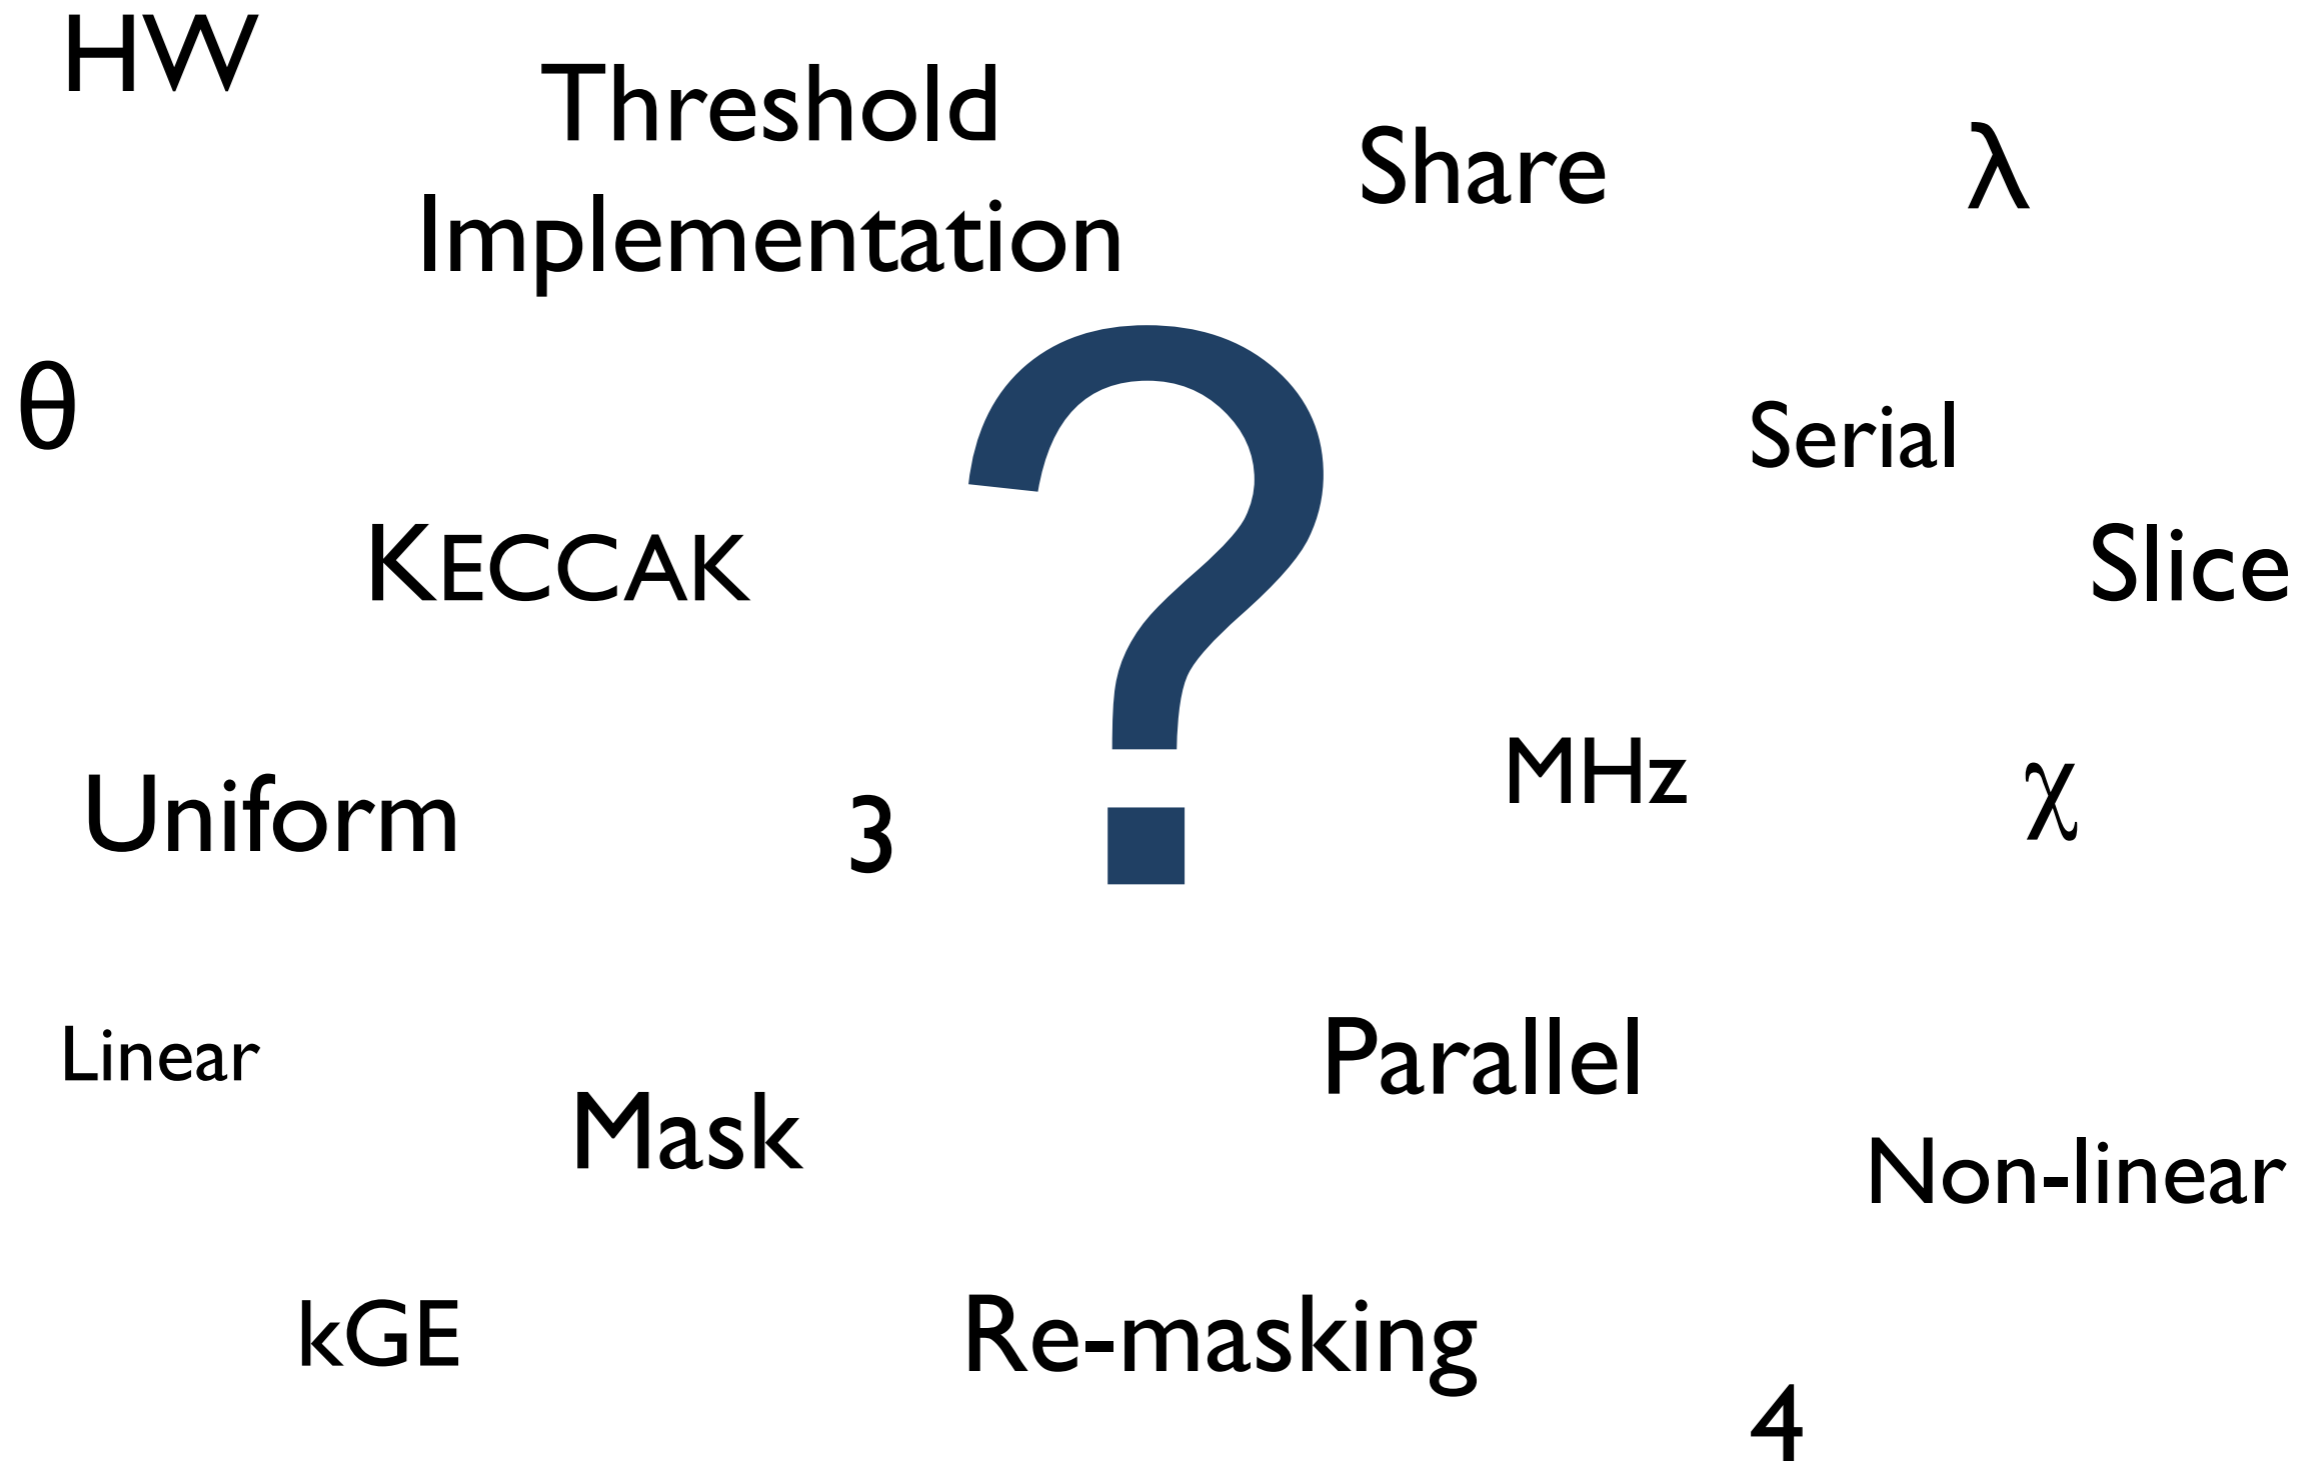 HW
Threshold
Implementation
Share
λ
θ
?
Serial
KECCAK
Slice
Uniform
3
MHz
χ
Linear
Mask
Parallel
Non-linear
kGE
Re-masking
4